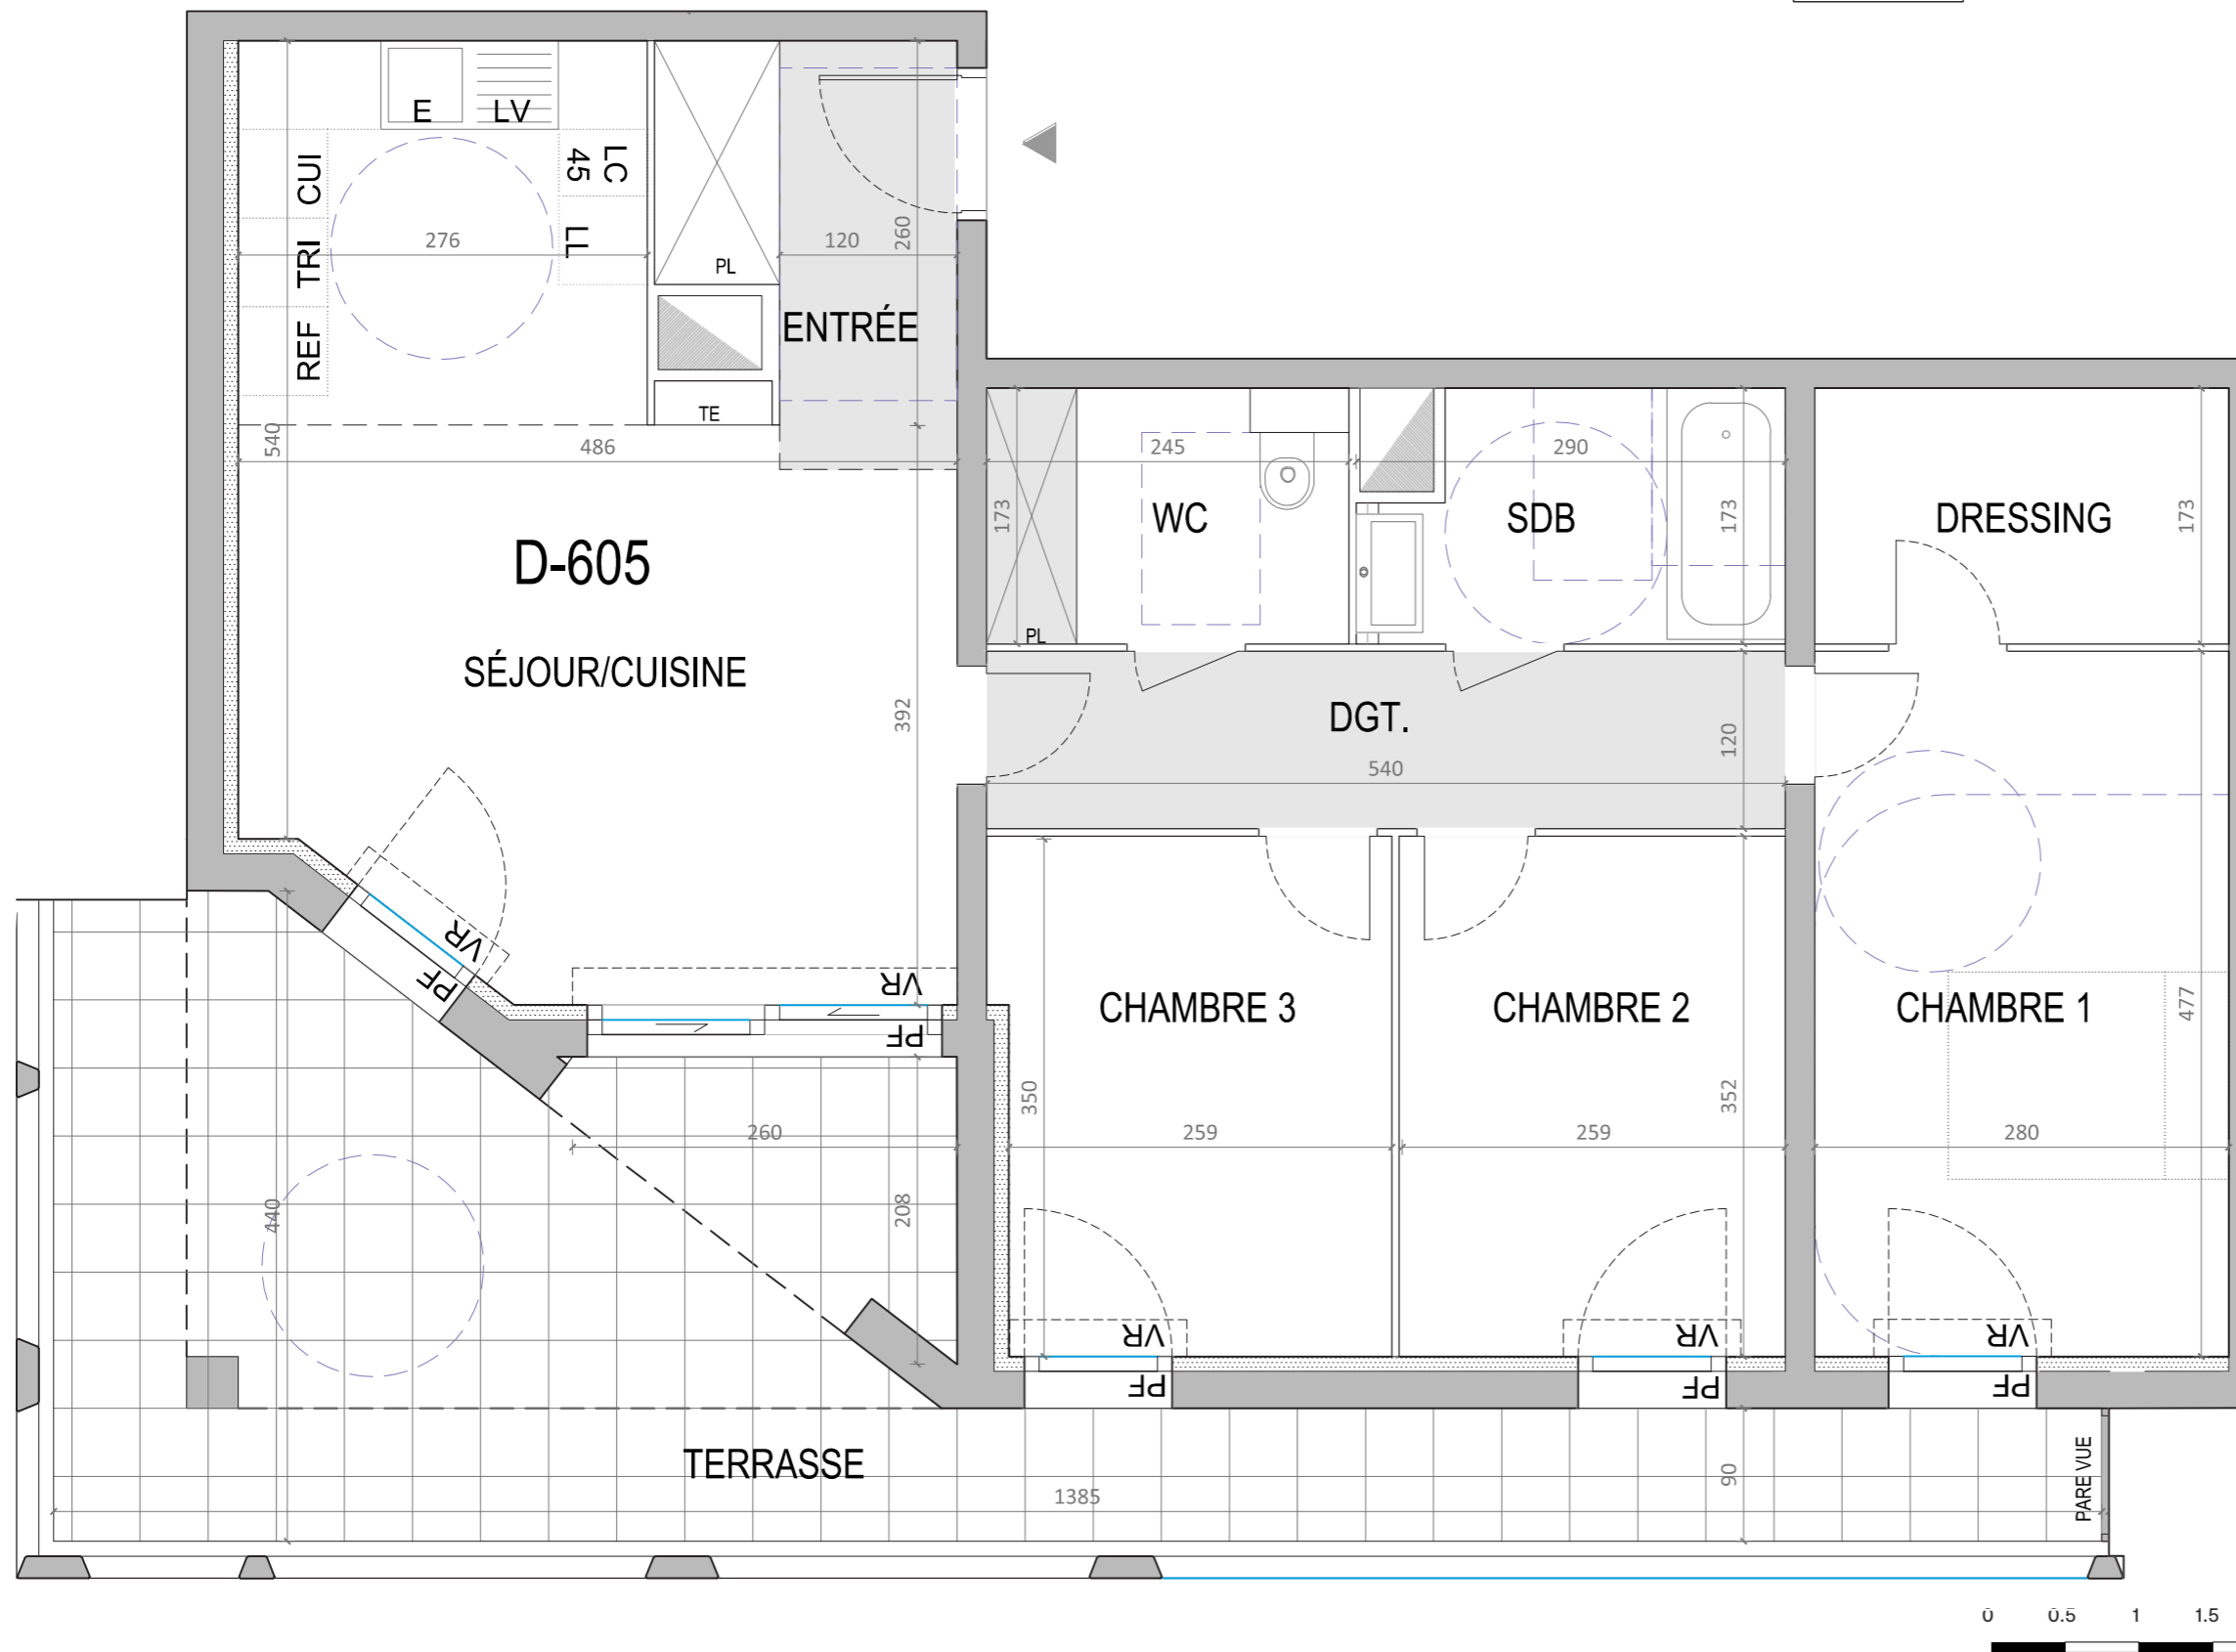 E
LV
CUI
TRI
REF
LC
45
LL
276
PL
120
260
ENTRÉE
TE
540
486
D-605
SÉJOUR/CUISINE
392
173
245
WC
PL
290
SDB
173
DRESSING
173
DGT.
120
540
VR
PF
VR
PF
CHAMBRE 3
CHAMBRE 2
CHAMBRE 1
350
352
477
260
259
259
280
440
208
VR
PF
VR
PF
VR
PF
TERRASSE
1385
90
PARE VUE
0 0.5 1 1.5